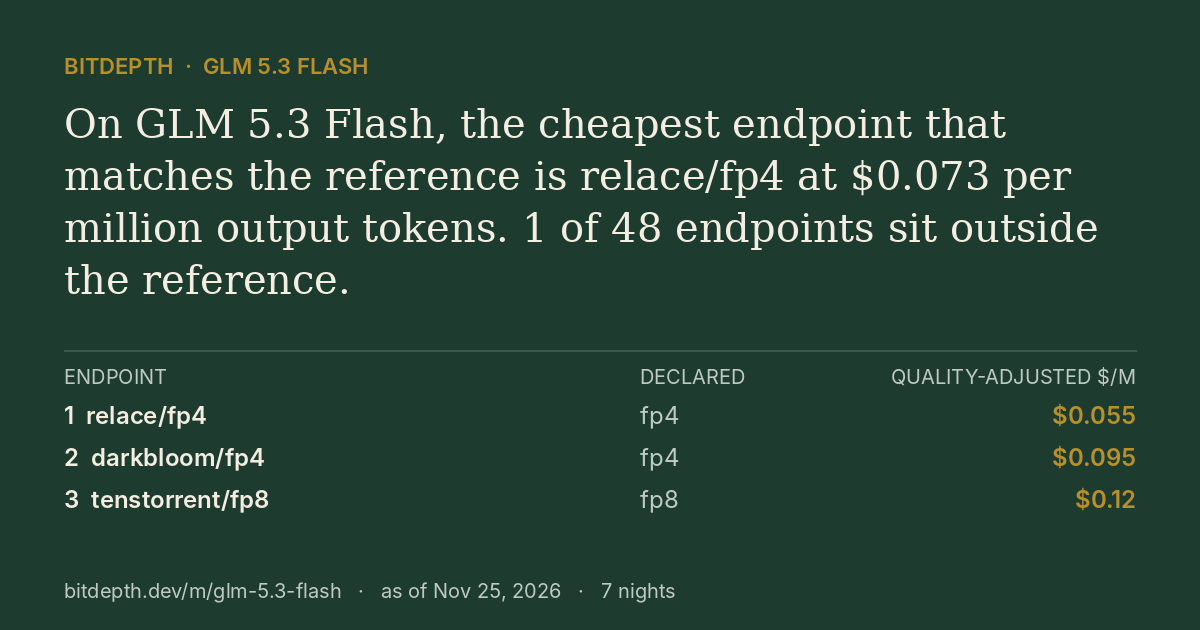 BITDEPTH · GLM 5.3 FLASH
On GLM 5.3 Flash, the cheapest endpoint that
matches the reference is relace/fp4 at $0.073 per
million output tokens. 1 of 48 endpoints sit outside
the reference.
ENDPOINT DECLARED QUALITY-ADJUSTED $/M
1 relace/fp4 fp4 $0.055
2 darkbloom/fp4 fp4 $0.095
3 tenstorrent/fp8 fp8 $0.12
bitdepth.dev/m/glm-5.3-flash · as of Nov 25, 2026 · 7 nights